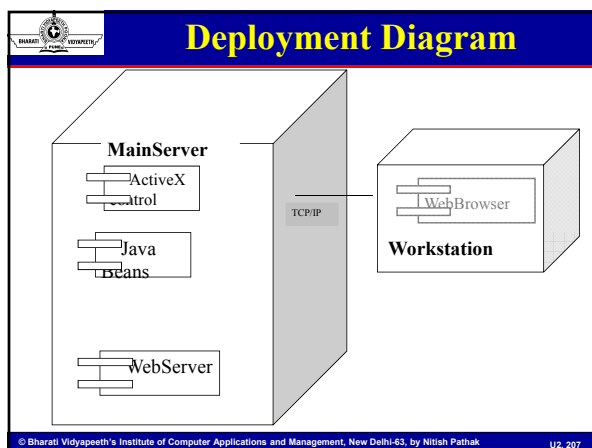 BHARATI
VIDYAPEETH
PUNE
Deployment Diagram
MainServer
ActiveX
control
TCP/IP
WebBrowser
Java
Beans
Workstation
WebServer
© Bharati Vidyapeeth's Institute of Computer Applications and Management, New Delhi-63, by Nitish Pathak
U2. 207